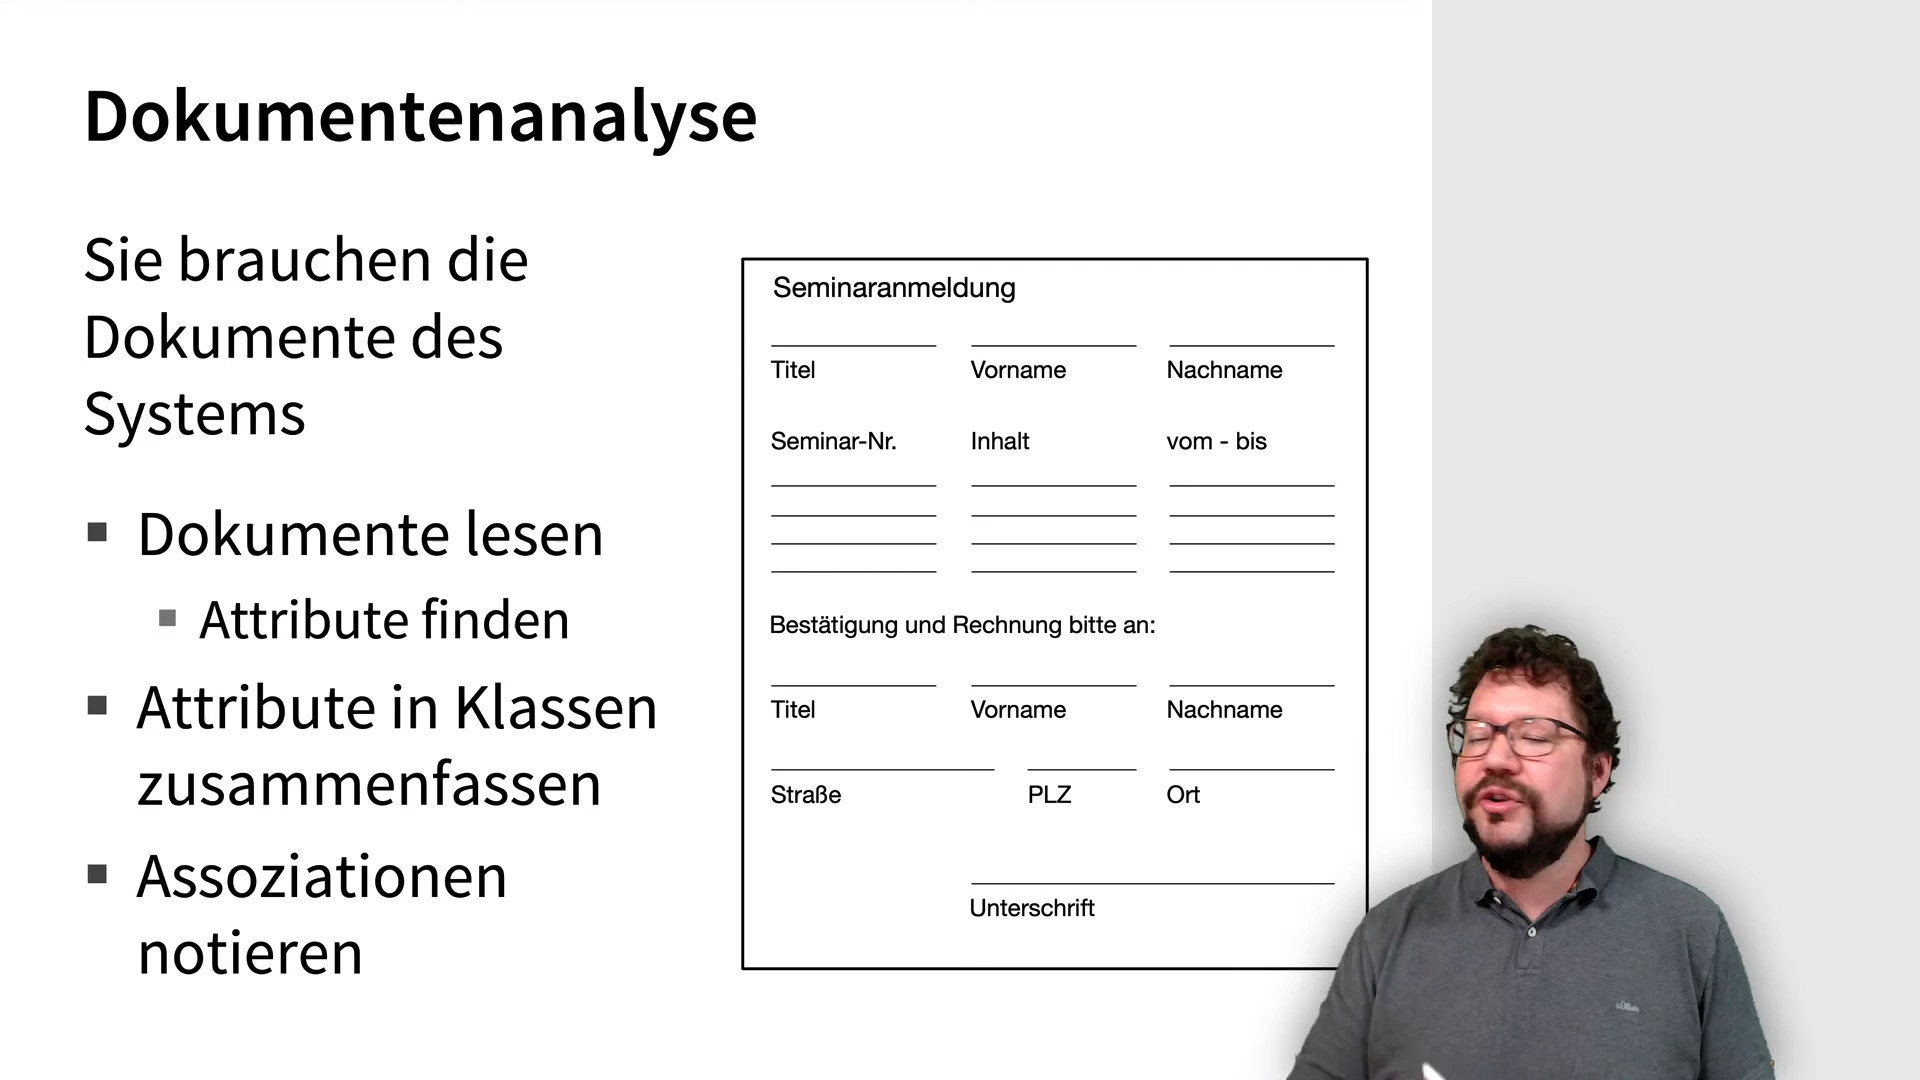 Dokumentenanalyse
Sie brauchen die
Dokumente des
Systems
Dokumente lesen
Attribute finden
Attribute in Klassen
zusammenfassen
Assoziationen
notieren
Seminaranmeldung
Titel Vorname Nachname
Seminar-Nr. Inhalt vom - bis
Bestätigung und Rechnung bitte an:
Titel Vorname Nachname
Straße PLZ Ort
Unterschrift